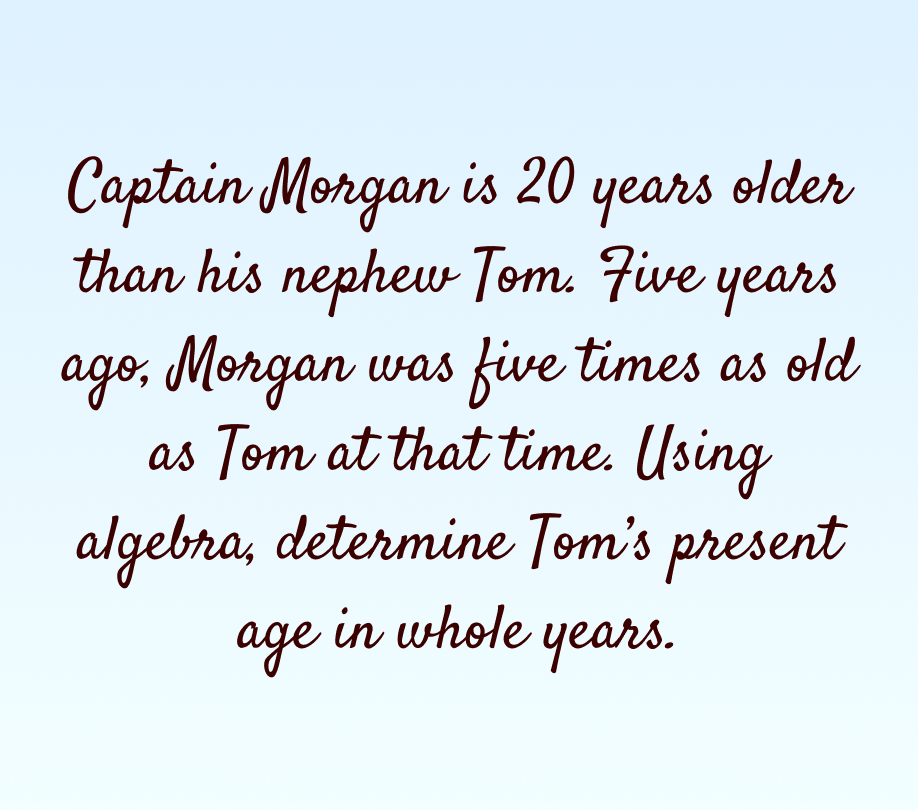 Captain Morgan is 20 years older
than his nephew Tom. Five years
ago, Morgan was five times as old
as Tom at that time. Using
algebra, determine Tom’s present
age in whole years.